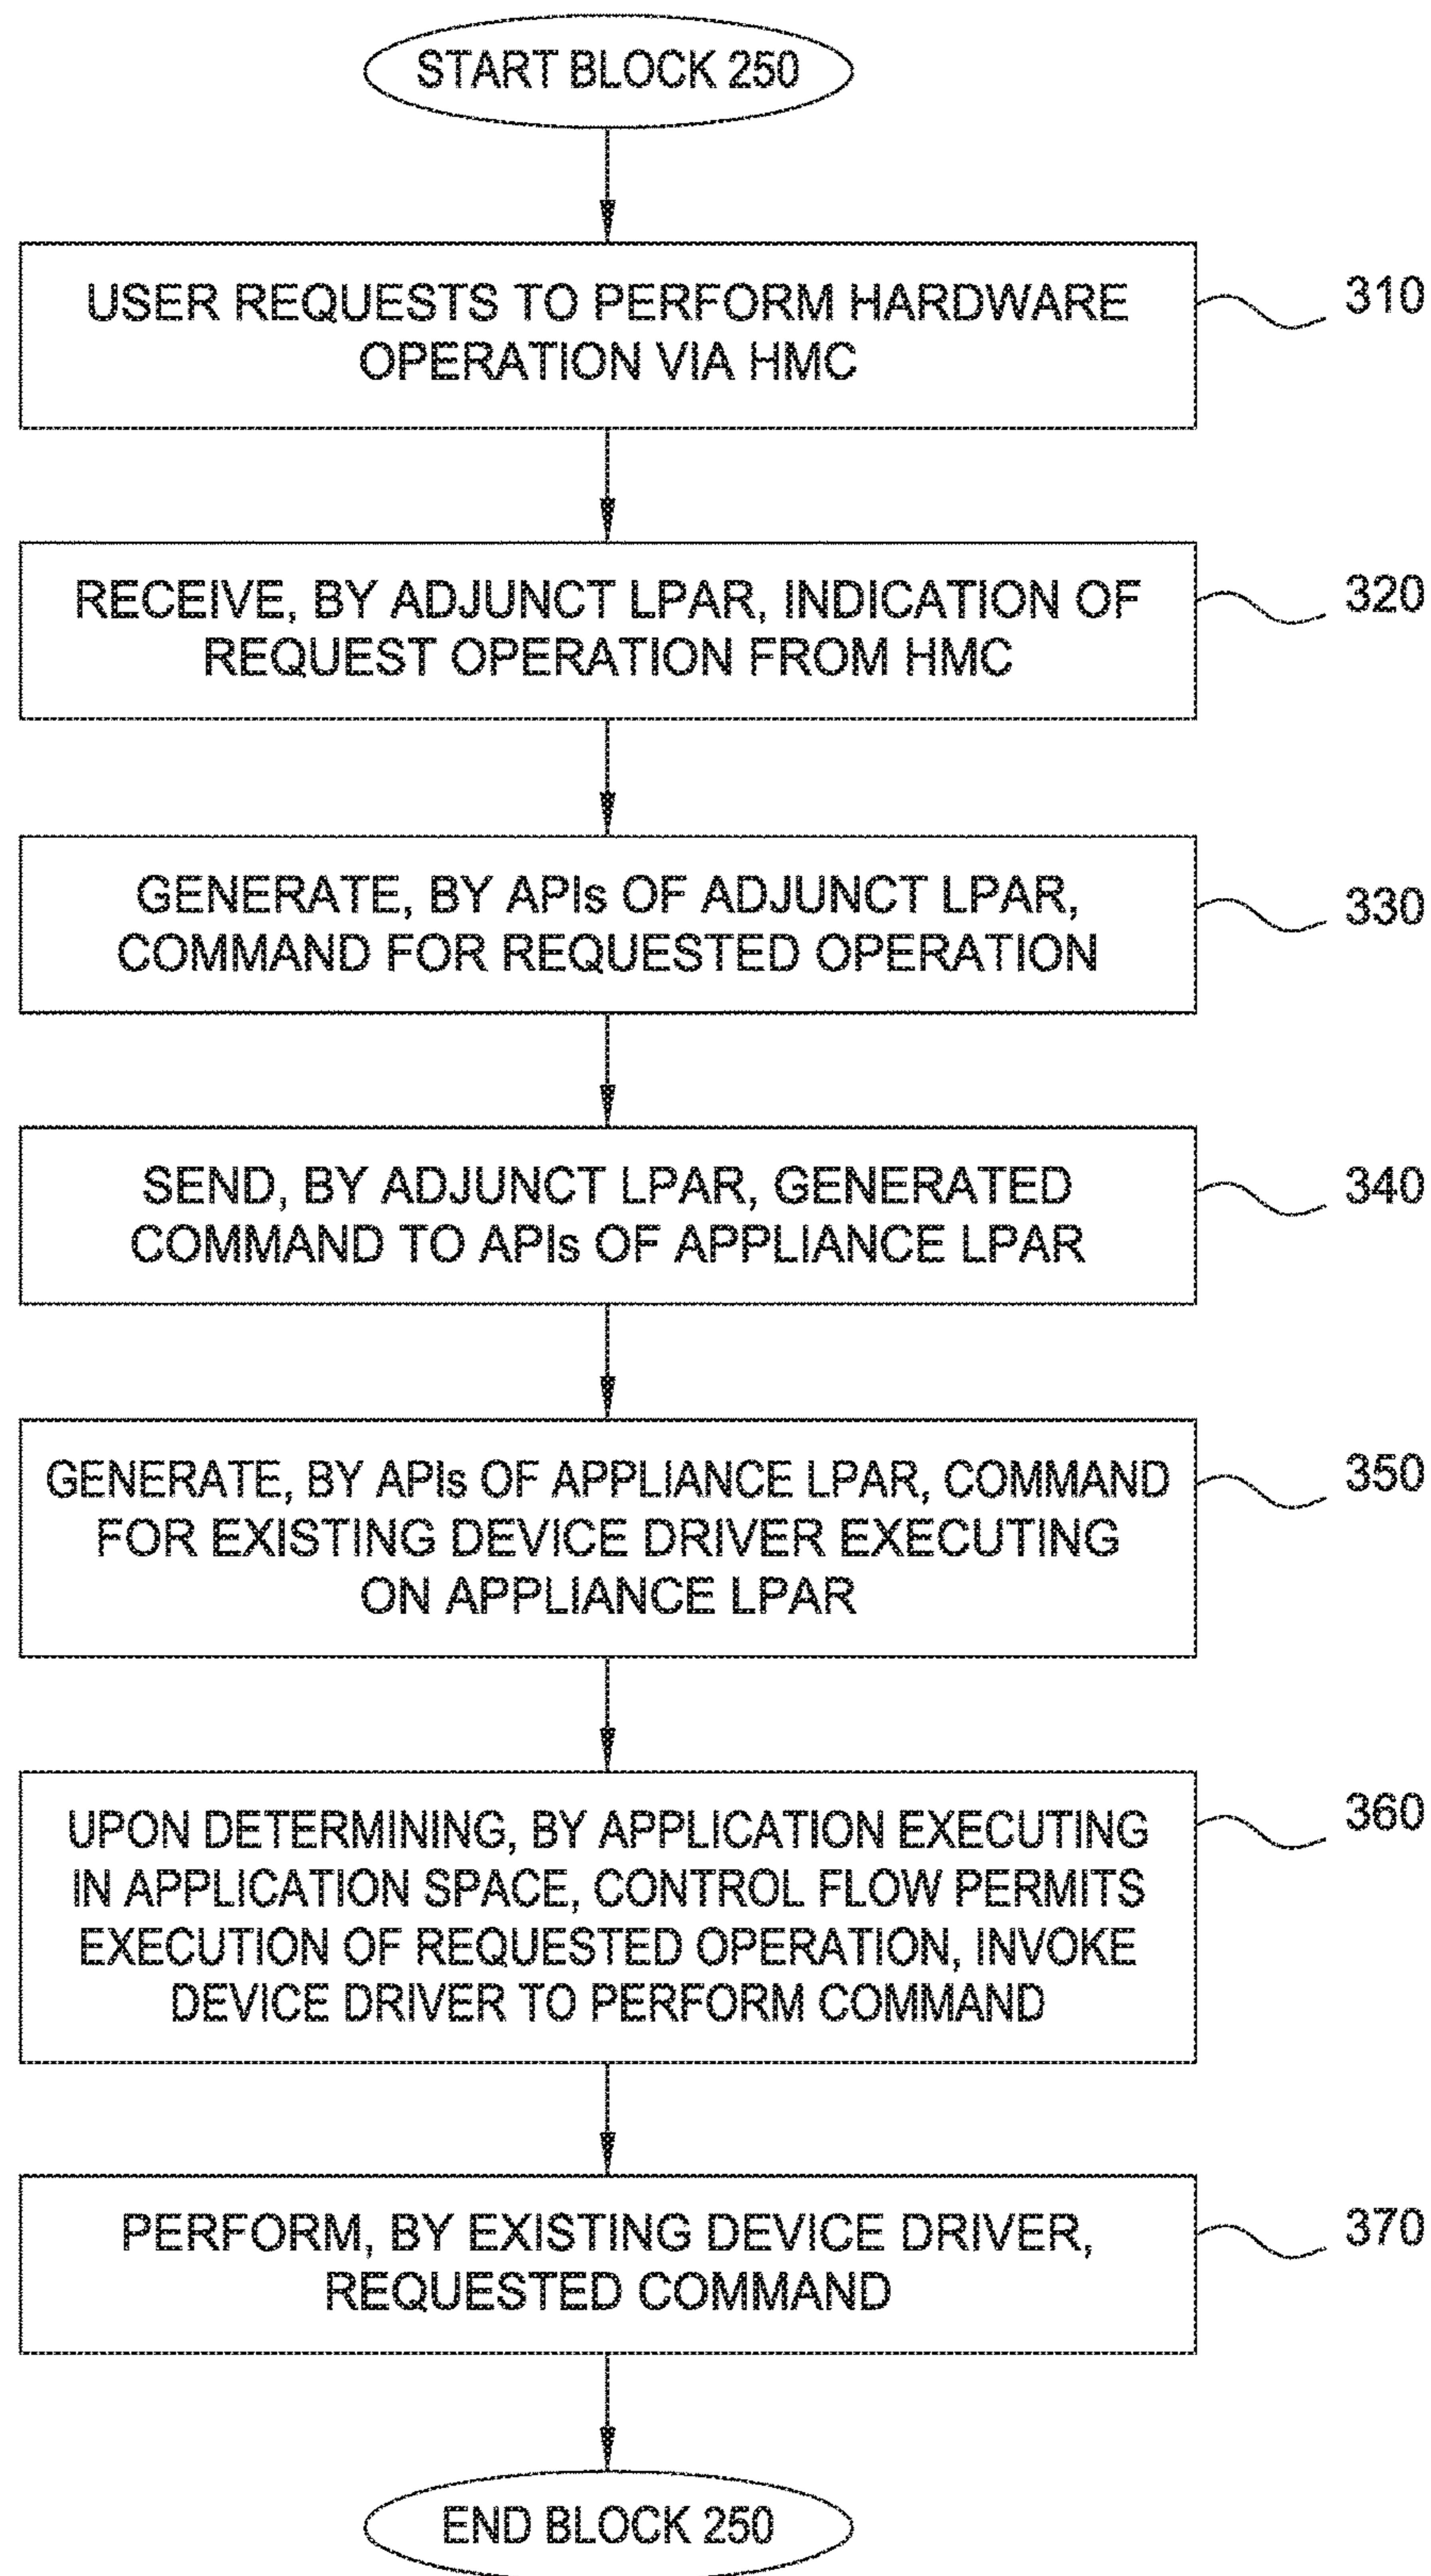 START BLOCK 250
USER REQUESTS TO PERFORM HARDWARE
OPERATION VIA HMC
310
RECEIVE, BY ADJUNCT LPAR, INDICATION OF
REQUEST OPERATION FROM HMC
320
GENERATE, BY APIs OF ADJUNCT LPAR,
COMMAND FOR REQUESTED OPERATION
330
SEND, BY ADJUNCT LPAR, GENERATED
COMMAND TO APIs OF APPLIANCE LPAR
340
GENERATE, BY APIs OF APPLIANCE LPAR, COMMAND
FOR EXISTING DEVICE DRIVER EXECUTING
ON APPLIANCE LPAR
350
UPON DETERMINING, BY APPLICATION EXECUTING
IN APPLICATION SPACE, CONTROL FLOW PERMITS
EXECUTION OF REQUESTED OPERATION, INVOKE
DEVICE DRIVER TO PERFORM COMMAND
360
PERFORM, BY EXISTING DEVICE DRIVER,
REQUESTED COMMAND
370
END BLOCK 250